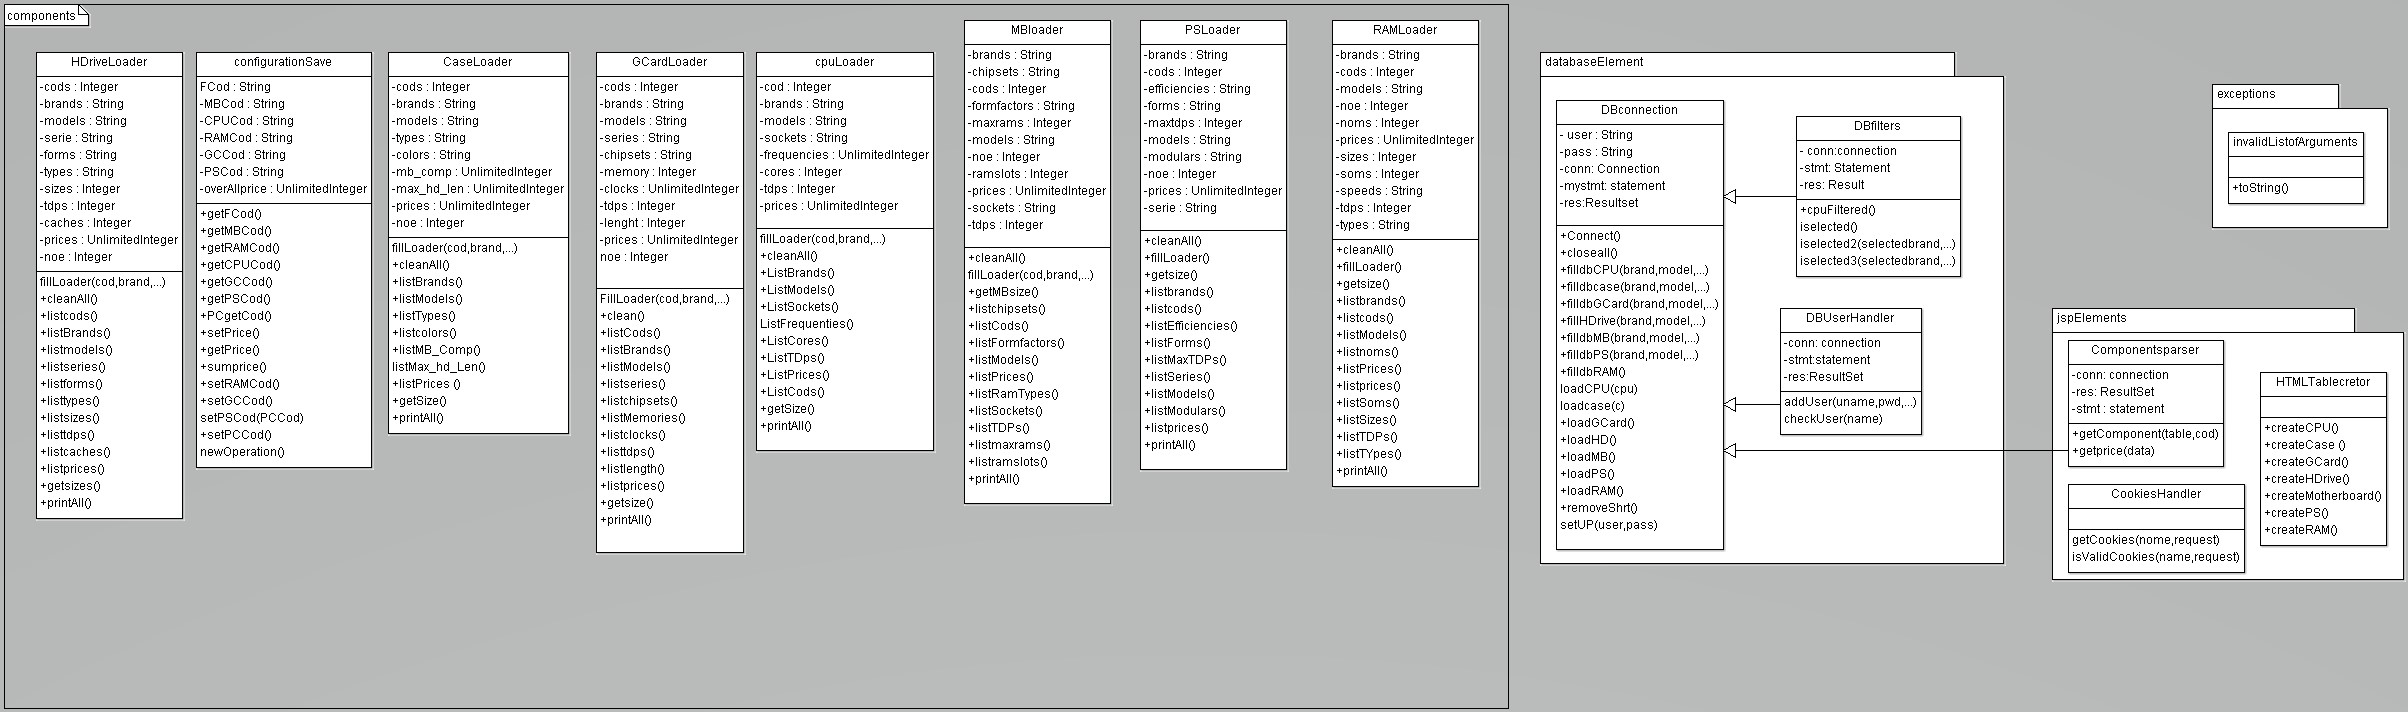 components
HDriveLoader
-cods : Integer
-brands : String
-models : String
-serie : String
-forms : String
-types : String
-sizes : Integer
-tdps : Integer
-caches : Integer
-prices : UnlimitedInteger
-noe : Integer
fillLoader(cod,brand,...)
+cleanAll()
+listcods()
+listBrands()
+listmodels()
+listseries()
+listforms()
+listtypes()
+listsizes()
+listtdps()
+listcaches()
+listprices()
+getsizes()
+printAll()
configurationSave
FCod : String
-MBCod : String
-CPUCod : String
-RAMCod : String
-GCCod : String
-PSCod : String
-overAllprice : UnlimitedInteger
+getFCod()
+getMBCod()
+getRAMCod()
+getCPUCod()
+getGCCod()
+getPSCod()
+PCgetCod()
+setPrice()
+getPrice()
+sumprice()
+setRAMCod()
+setGCCod()
setPSCod(PCCod)
+setPCCod()
newOperation()
CaseLoader
-cods : Integer
-brands : String
-models : String
-types : String
-colors : String
-mb_comp : UnlimitedInteger
-max_hd_len : UnlimitedInteger
-prices : UnlimitedInteger
-noe : Integer
fillLoader(cod,brand,...)
+cleanAll()
+listBrands()
+listModels()
+listTypes()
+listcolors()
+listMB_Comp()
listMax_hd_Len()
+listPrices ()
+getSize()
+printAll()
GCardLoader
-cods : Integer
-brands : String
-models : String
-series : String
-chipsets : String
-memory : Integer
-clocks : UnlimitedInteger
-tdps : Integer
-lenght : Integer
-prices : UnlimitedInteger
noe : Integer
FillLoader(cod,brand,...)
+clean()
+listCods()
+listBrands()
+listModels()
+listseries()
+listchipsets()
+listMemories()
+listclocks()
+listtdps()
+listlength()
+listprices()
+getsize()
+printAll()
cpuLoader
-cod : Integer
-brands : String
-models : String
-sockets : String
-frequencies : UnlimitedInteger
-cores : Integer
-tdps : Integer
-prices : UnlimitedInteger
fillLoader(cod,brand,...)
+cleanAll()
+ListBrands()
+ListModels()
+ListSockets()
ListFrequenties()
+ListCores()
+ListTDps()
+ListPrices()
+ListCods()
+getSize()
+printAll()
MBloader
-brands : String
-chipsets : String
-cods : Integer
-formfactors : String
-maxrams : Integer
-models : String
-noe : Integer
-ramslots : Integer
-prices : UnlimitedInteger
-sockets : String
-tdps : Integer
+cleanAll()
fillLoader(cod,brand,...)
+getMBsize()
+listchipsets()
+listCods()
+listFormfactors()
+listModels()
+listPrices()
+listRamTypes()
+listSockets()
+listTDPs()
+listmaxrams()
+listramslots()
+printAll()
PSLoader
-brands : String
-cods : Integer
-efficiencies : String
-forms : String
-maxtdps : Integer
-models : String
-modulars : String
-noe : Integer
-prices : UnlimitedInteger
-serie : String
+cleanAll()
+fillLoader()
+getsize()
+listbrands()
+listcods()
+listEfficiencies()
+listForms()
+listMaxTDPs()
+listSeries()
+listModels()
+listModulars()
+listprices()
+printAll()
RAMLoader
-brands : String
-cods : Integer
-models : String
-noe : Integer
-noms : Integer
-prices : UnlimitedInteger
-sizes : Integer
-soms : Integer
-speeds : String
-tdps : Integer
-types : String
+cleanAll()
+fillLoader()
+getsize()
+listbrands()
+listcods()
+listModels()
+listnoms()
+listPrices()
+listprices()
+listSoms()
+listSizes()
+listTDPs()
+listTYpes()
+printAll()
databaseElement
DBconnection
- user : String
-pass : String
-conn: Connection
-mystmt: statement
-res:Resultset
+Connect()
+closeall()
+filldbCPU(brand,model,...)
+filldbcase(brand,model,...)
+filldbGCard(brand,model,...)
+fillHDrive(brand,model,...)
+filldbMB(brand,model,...)
+filldbPS(brand,model,...)
+filldbRAM()
loadCPU(cpu)
loadcase(c)
+loadGCard()
+loadHD()
+loadMB()
+loadPS()
+loadRAM()
+removeShrt()
setUP(user,pass)
DBfilters
- conn:connection
-stmt: Statement
-res: Result
+cpuFiltered()
iselected()
iselected2(selectedbrand,...)
iselected3(selectedbrand,...)
DBUserHandler
-conn: connection
-stmt:statement
-res:ResultSet
addUser(uname,pwd,...)
checkUser(name)
exceptions
invalidListofArguments
+toString()
jspElements
Componentsparser
-conn: connection
-res: ResultSet
-stmt : statement
+getComponent(table,cod)
+getprice(data)
CookiesHandler
getCookies(nome,request)
isValidCookies(name,request)
HTMLTablecretor
+createCPU()
+createCase ()
+createGCard()
+createHDrive()
+createMotherboard()
+createPS()
+createRAM()